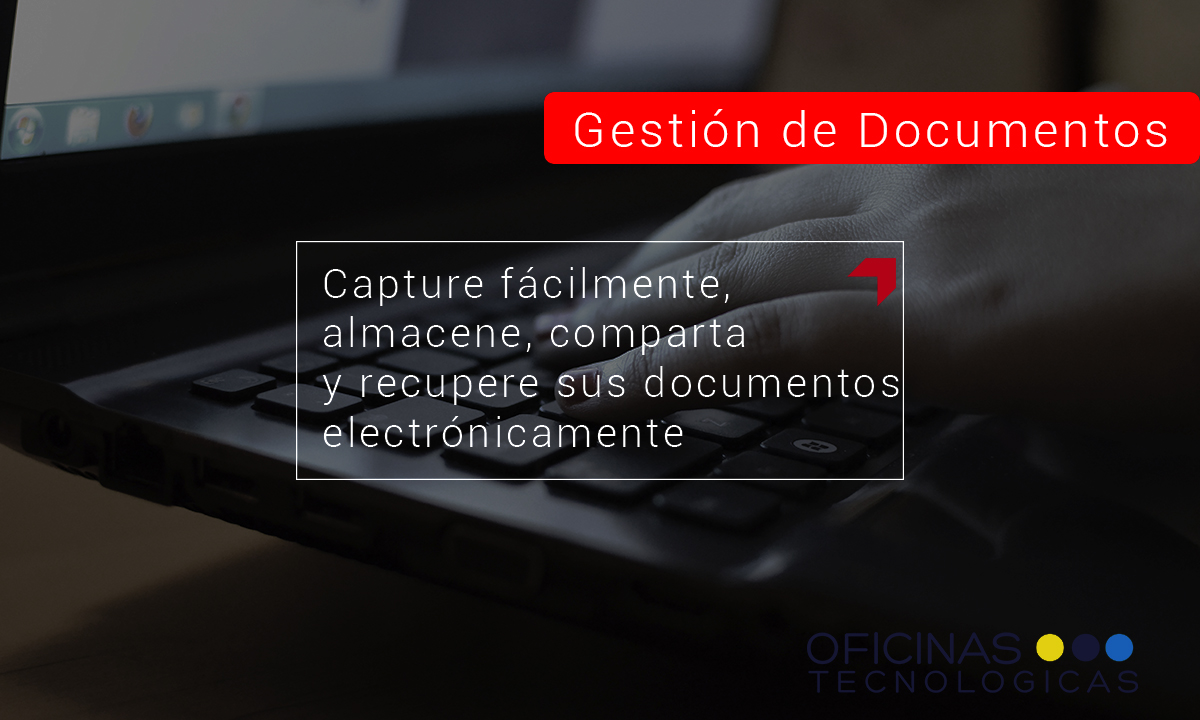 Gestión de Documentos
Capture fácilmente,
almacene, comparta
y recupere sus documentos
electrónicamente
OFICINAS
TECNOLOGICAS